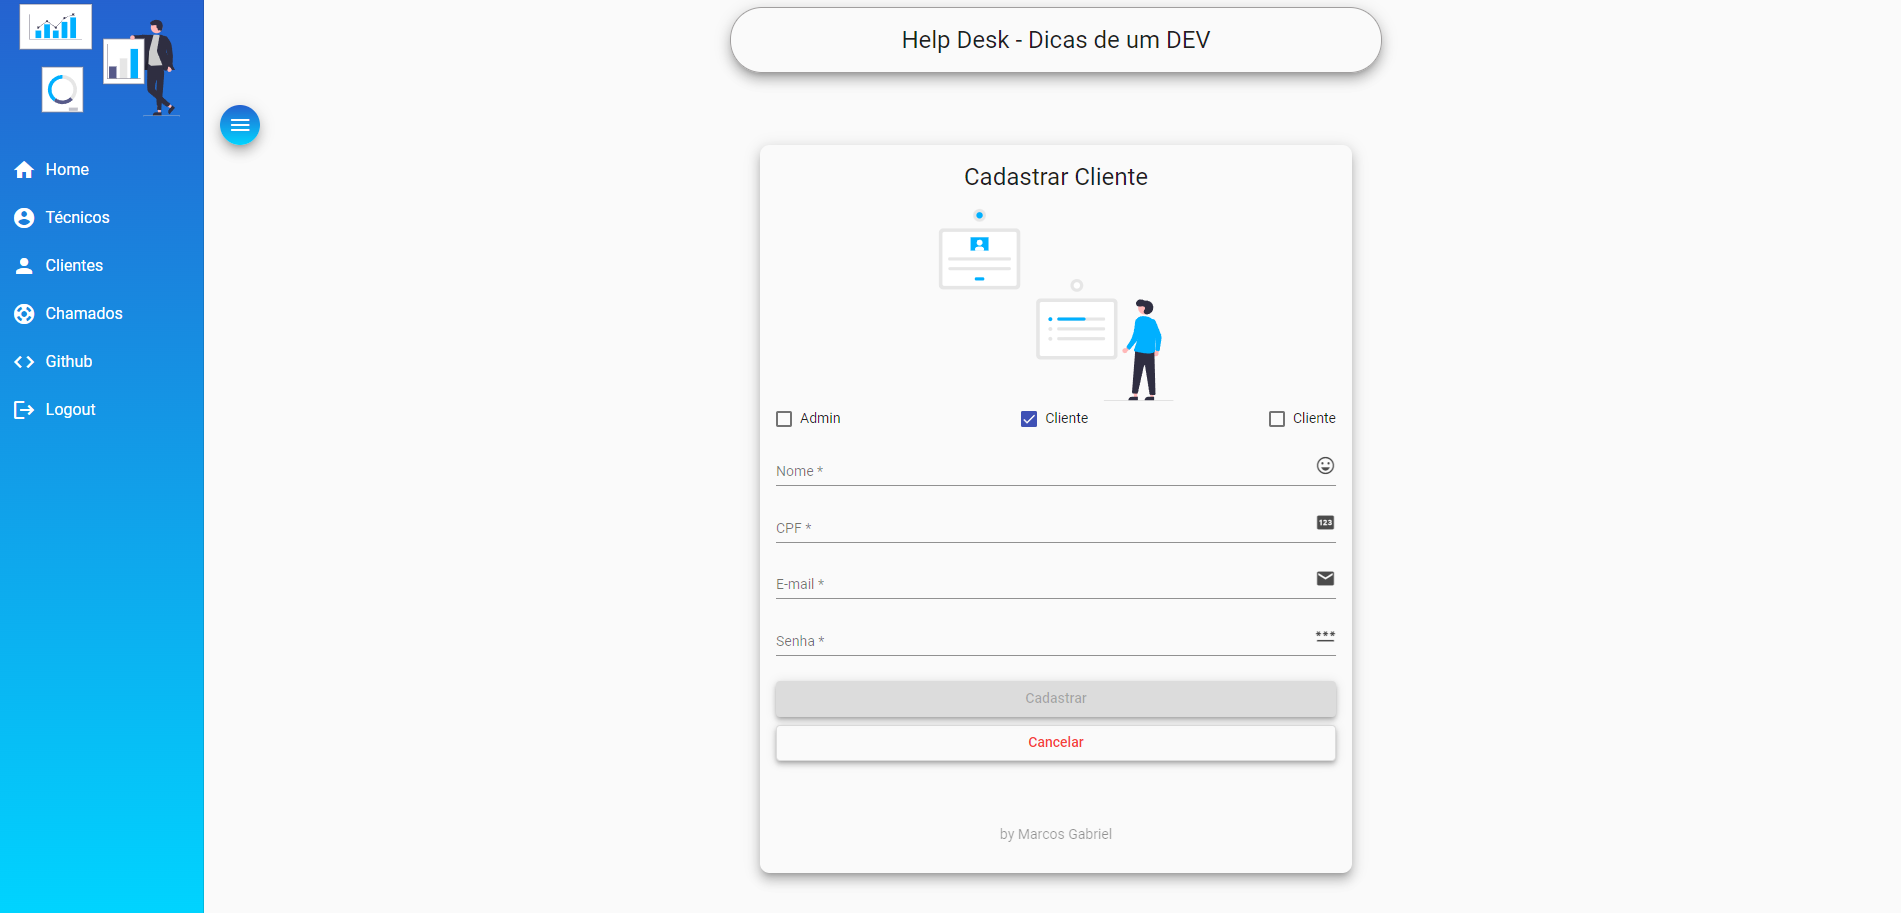 Help Desk - Dicas de um DEV
Home
Técnicos
Clientes
Chamados
Github
Logout
Cadastrar Cliente
Admin
Cliente
Cliente
Nome *
CPF *
123
E-mail *
Senha *
***
Cadastrar
Cancelar
by Marcos Gabriel